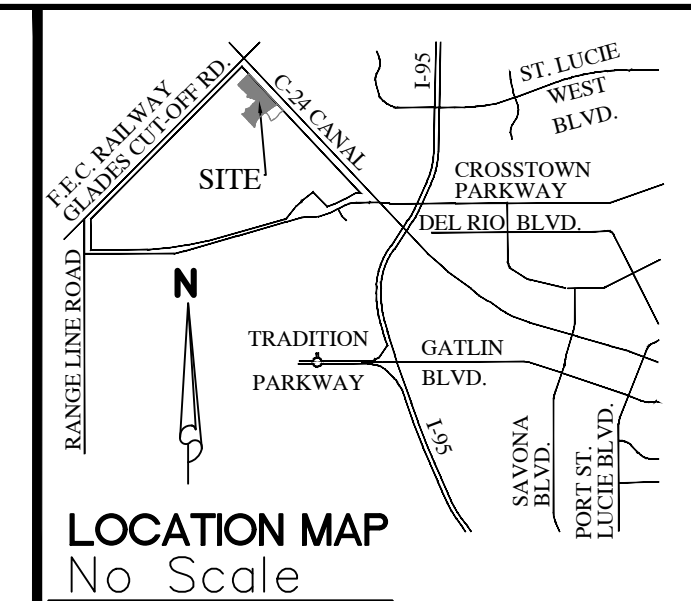 F.E.C. RAILWAY
GLADES CUT-OFF RD.
C-24 CANAL
I-95
ST. LUCIE
WEST
BLVD.
SITE
CROSSTOWN
PARKWAY
DEL RIO BLVD.
RANGE LINE ROAD
N
TRADITION
PARKWAY
GATLIN
BLVD.
I-95
SAVONA
BLVD.
PORT ST.
LUCIE BLVD.
LOCATION MAP
No Scale